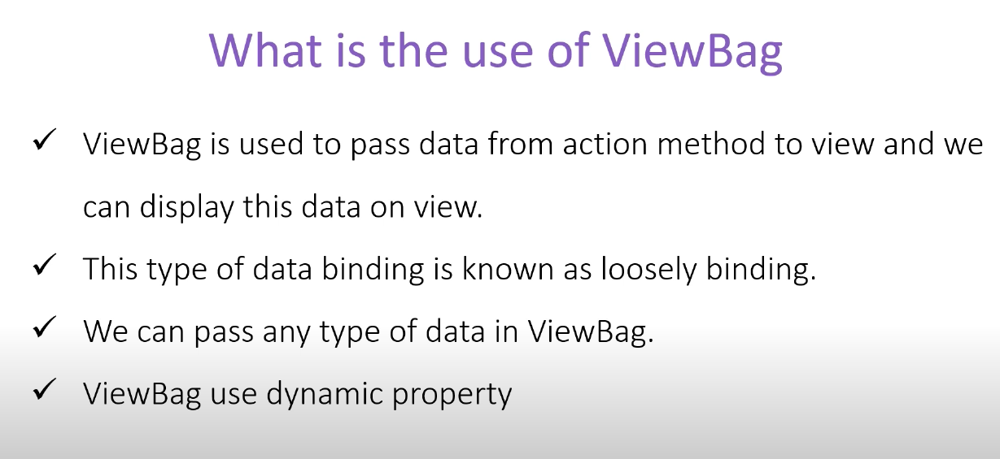 What is the use of ViewBag
✓ ViewBag is used to pass data from action method to view and we
can display this data on view.
✓ This type of data binding is known as loosely binding.
✓ We can pass any type of data in ViewBag.
✓ ViewBag use dynamic property